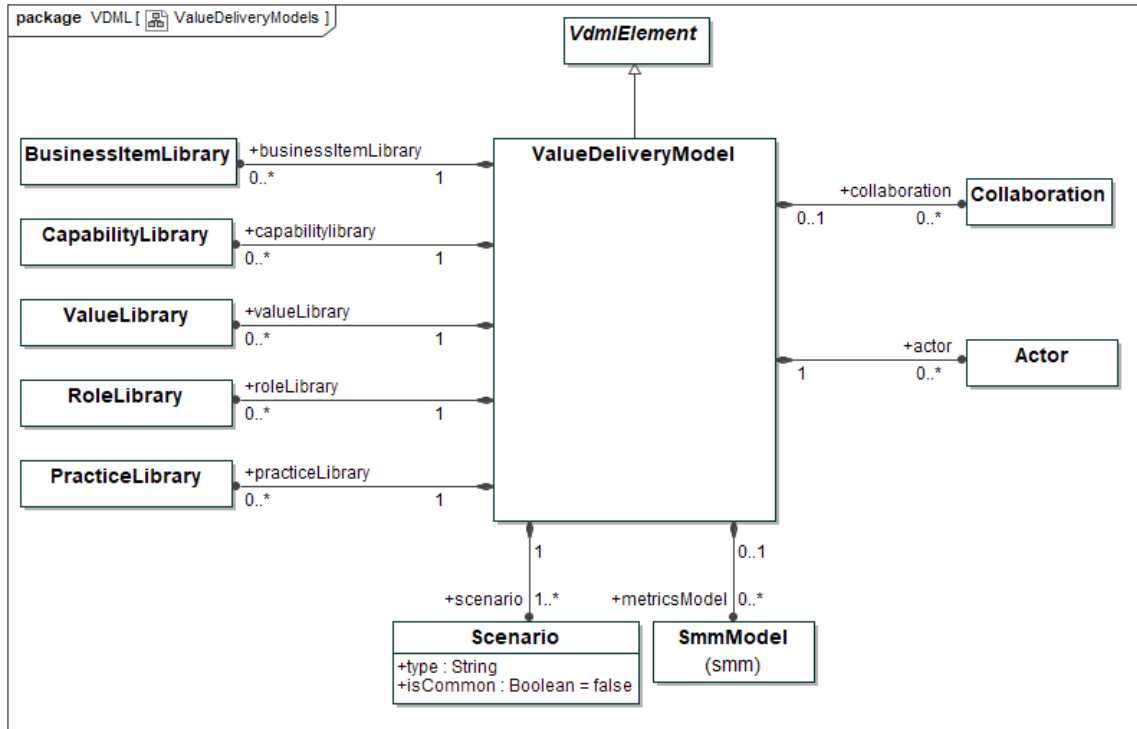 package VDML [ ValueDeliveryModels ]
VdmlElement
ValueDeliveryModel
BusinessItemLibrary
+businessItemLibrary
0..*
1
CapabilityLibrary
+capabilitylibrary
0..*
1
ValueLibrary
+valueLibrary
0..*
1
RoleLibrary
+roleLibrary
0..*
1
PracticeLibrary
+practiceLibrary
0..*
1
+collaboration
0..1
0..*
Collaboration
+actor
1
0..*
Actor
1
+scenario
1..*
Scenario
+type : String
+isCommon : Boolean = false
0..1
+metricsModel
0..*
SmmModel
(smm)